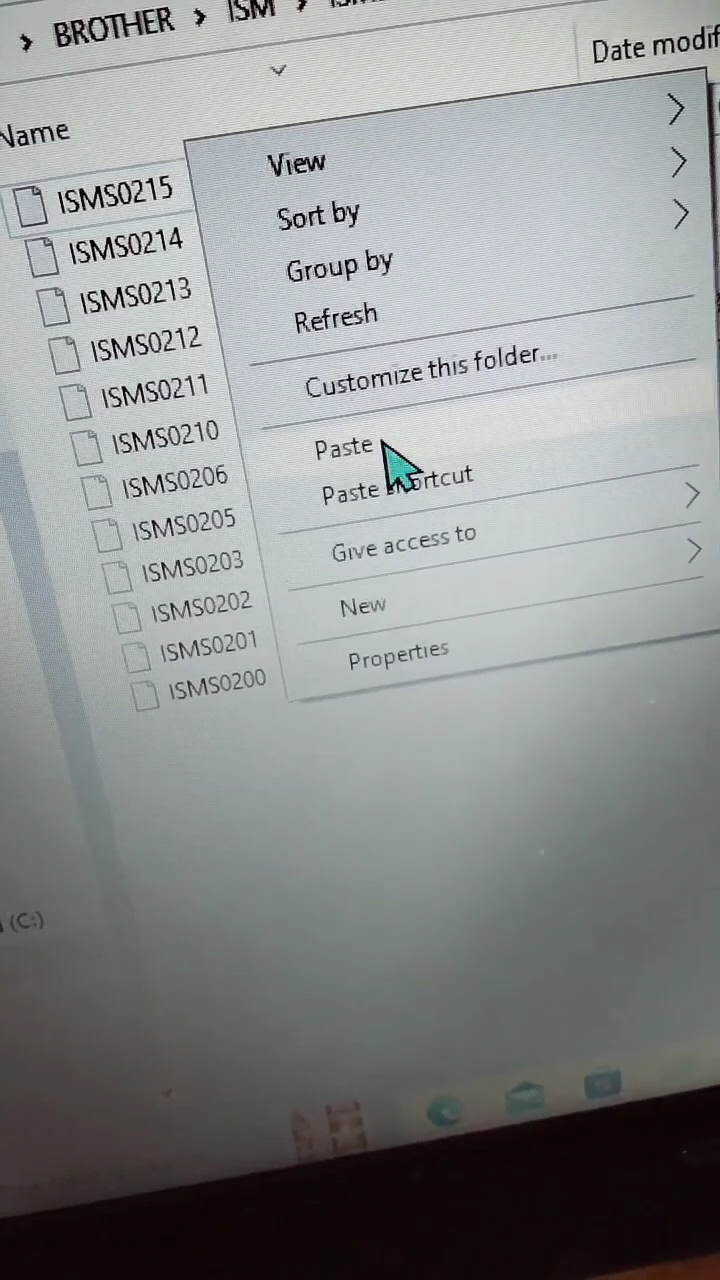 BROTHER ISM
Name
Date modif
ISMS0215
ISMS0214
ISMS0213
ISMS0212
ISMS0211
ISMS0210
ISMS0206
ISMS0205
ISMS0203
ISMS0202
ISMS0201
ISMS0200
View
Sort by
Group by
Refresh
Customize this folder...
Paste
Paste shortcut
Give access to
New
Properties
(C:)